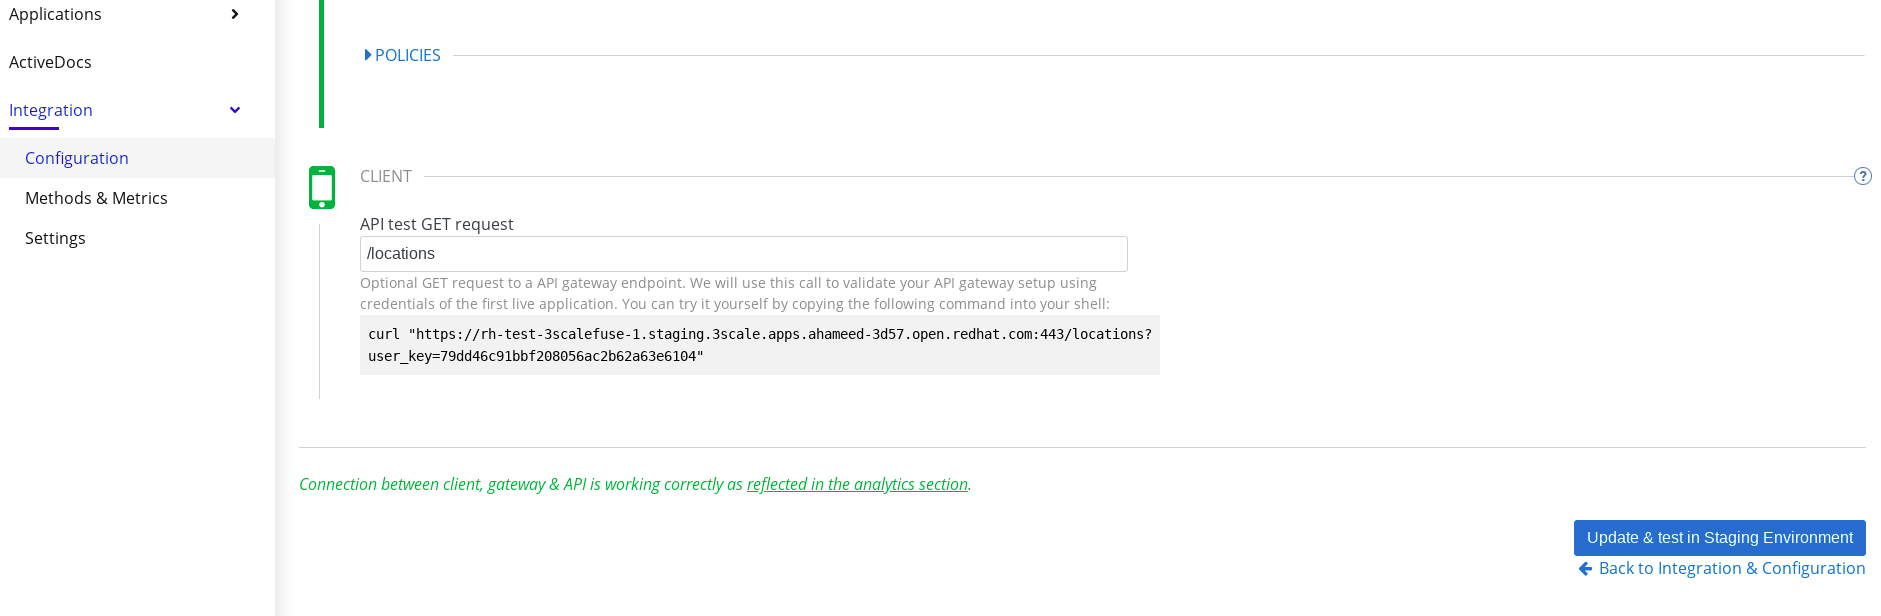 Applications
ActiveDocs
Integration
Configuration
Methods & Metrics
Settings
POLICIES
CLIENT
?
API test GET request
/locations
Optional GET request to a API gateway endpoint. We will use this call to validate your API gateway setup using
credentials of the first live application. You can try it yourself by copying the following command into your shell:
curl "https://rh-test-3scalefuse-1.staging.3scale.apps.ahameed-3d57.open.redhat.com:443/locations?
user_key=79dd46c91bbf208056ac2b62a63e6104"
Connection between client, gateway & API is working correctly as reflected in the analytics section.
Update & test in Staging Environment
Back to Integration & Configuration